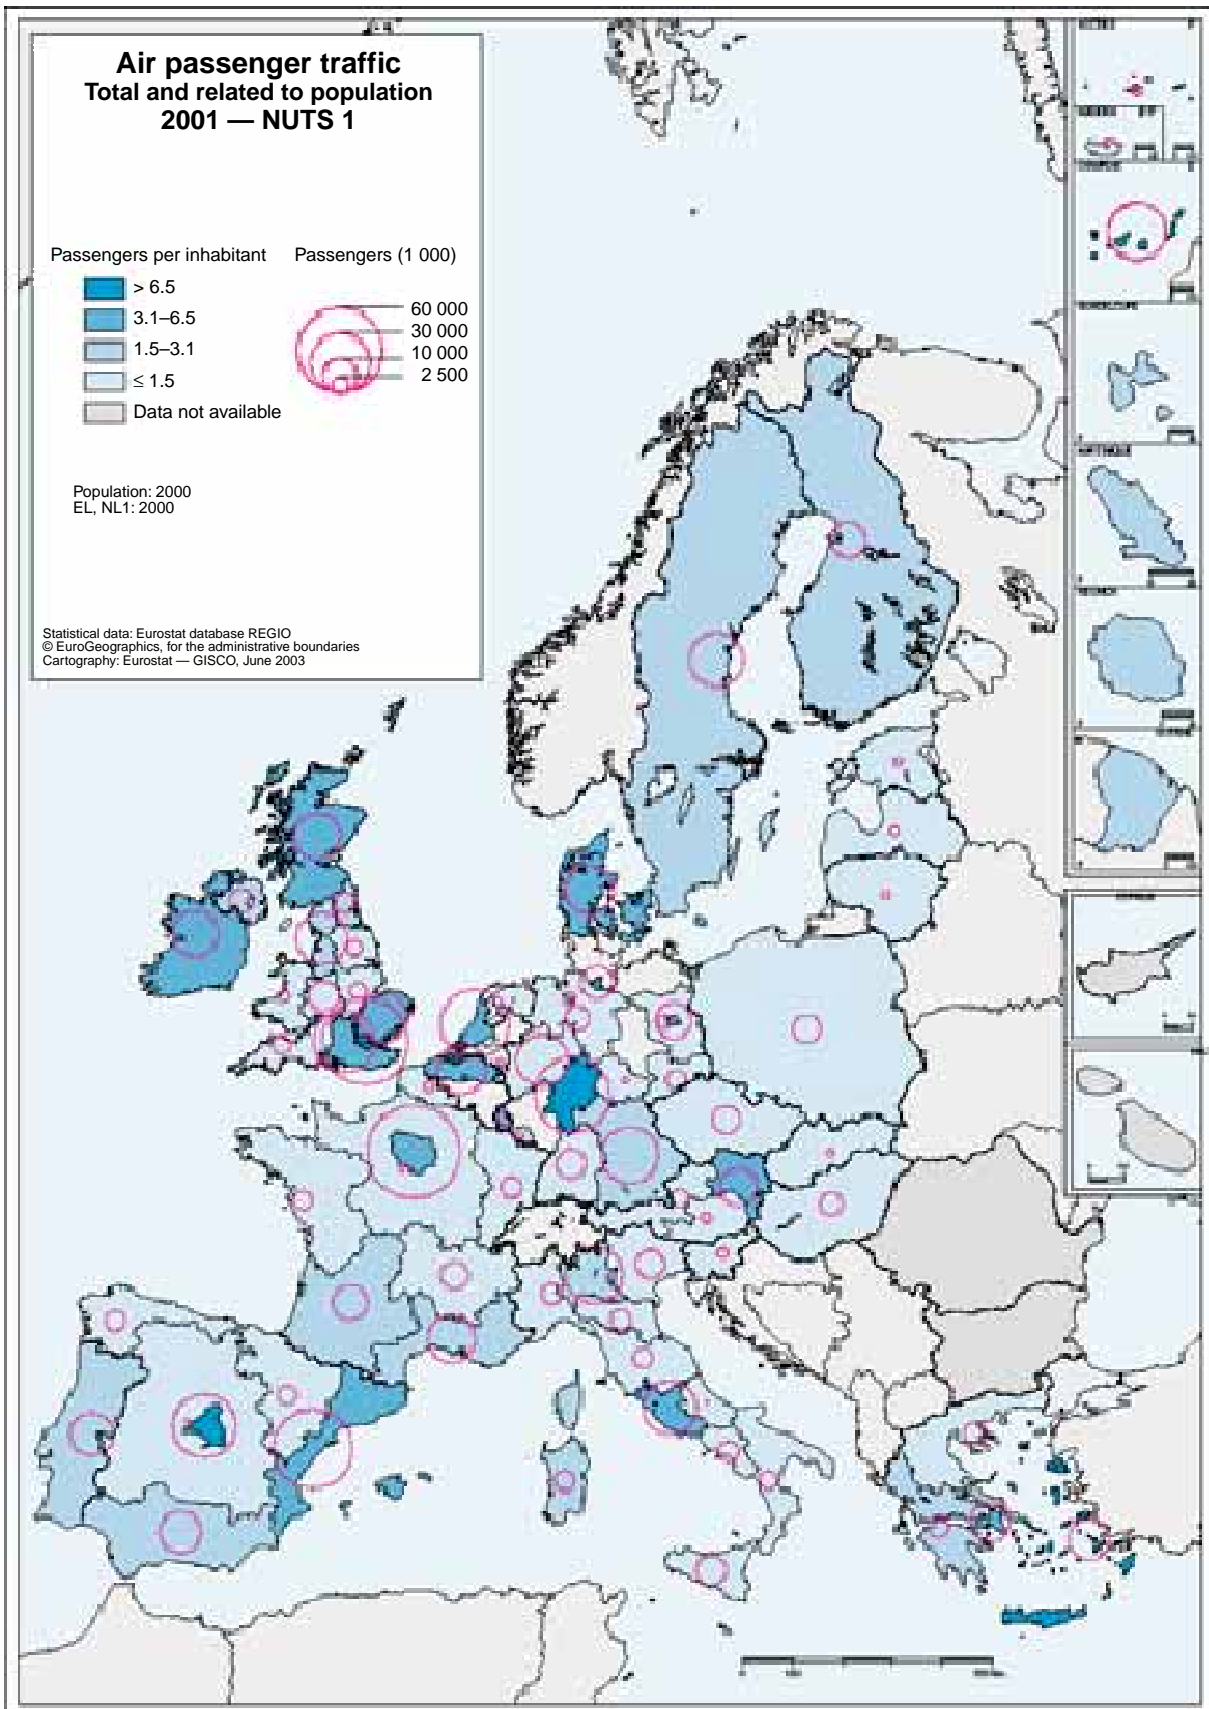 Air passenger traffic
Total and related to population
2001 — NUTS 1
Passengers per inhabitant
> 6.5
3.1–6.5
1.5–3.1
≤ 1.5
Data not available
Passengers (1 000)
60 000
30 000
10 000
2 500
Population: 2000
EL, NL1: 2000
Statistical data: Eurostat database REGIO
© EuroGeographics, for the administrative boundaries
Cartography: Eurostat — GISCO, June 2003